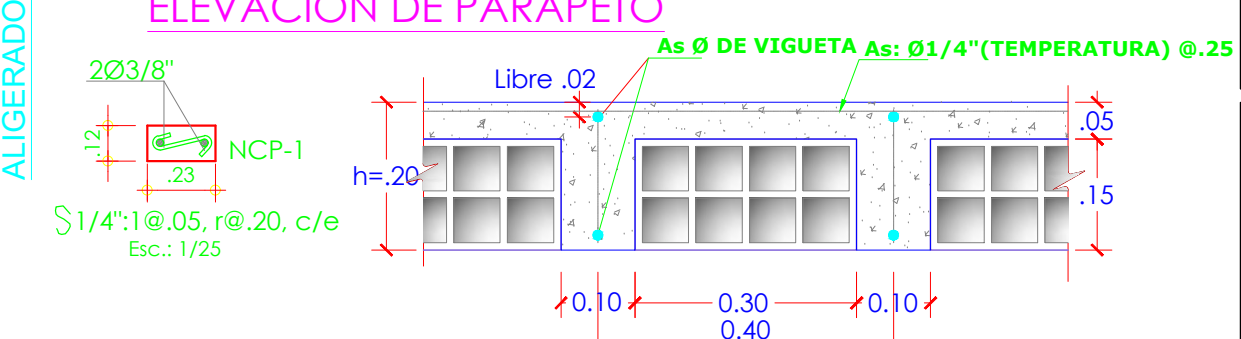 ELEVACION DE PARAPETO
ALIGERADO
2Ø3/8"
.12
.23
NCP-1
1/4":1@.05, r@.20, c/e
Esc.: 1/25
As Ø DE VIGUETA
As: Ø1/4"(TEMPERATURA) @.25
Libre .02
h=.20
.05
.15
0.10
0.30
0.10
0.40